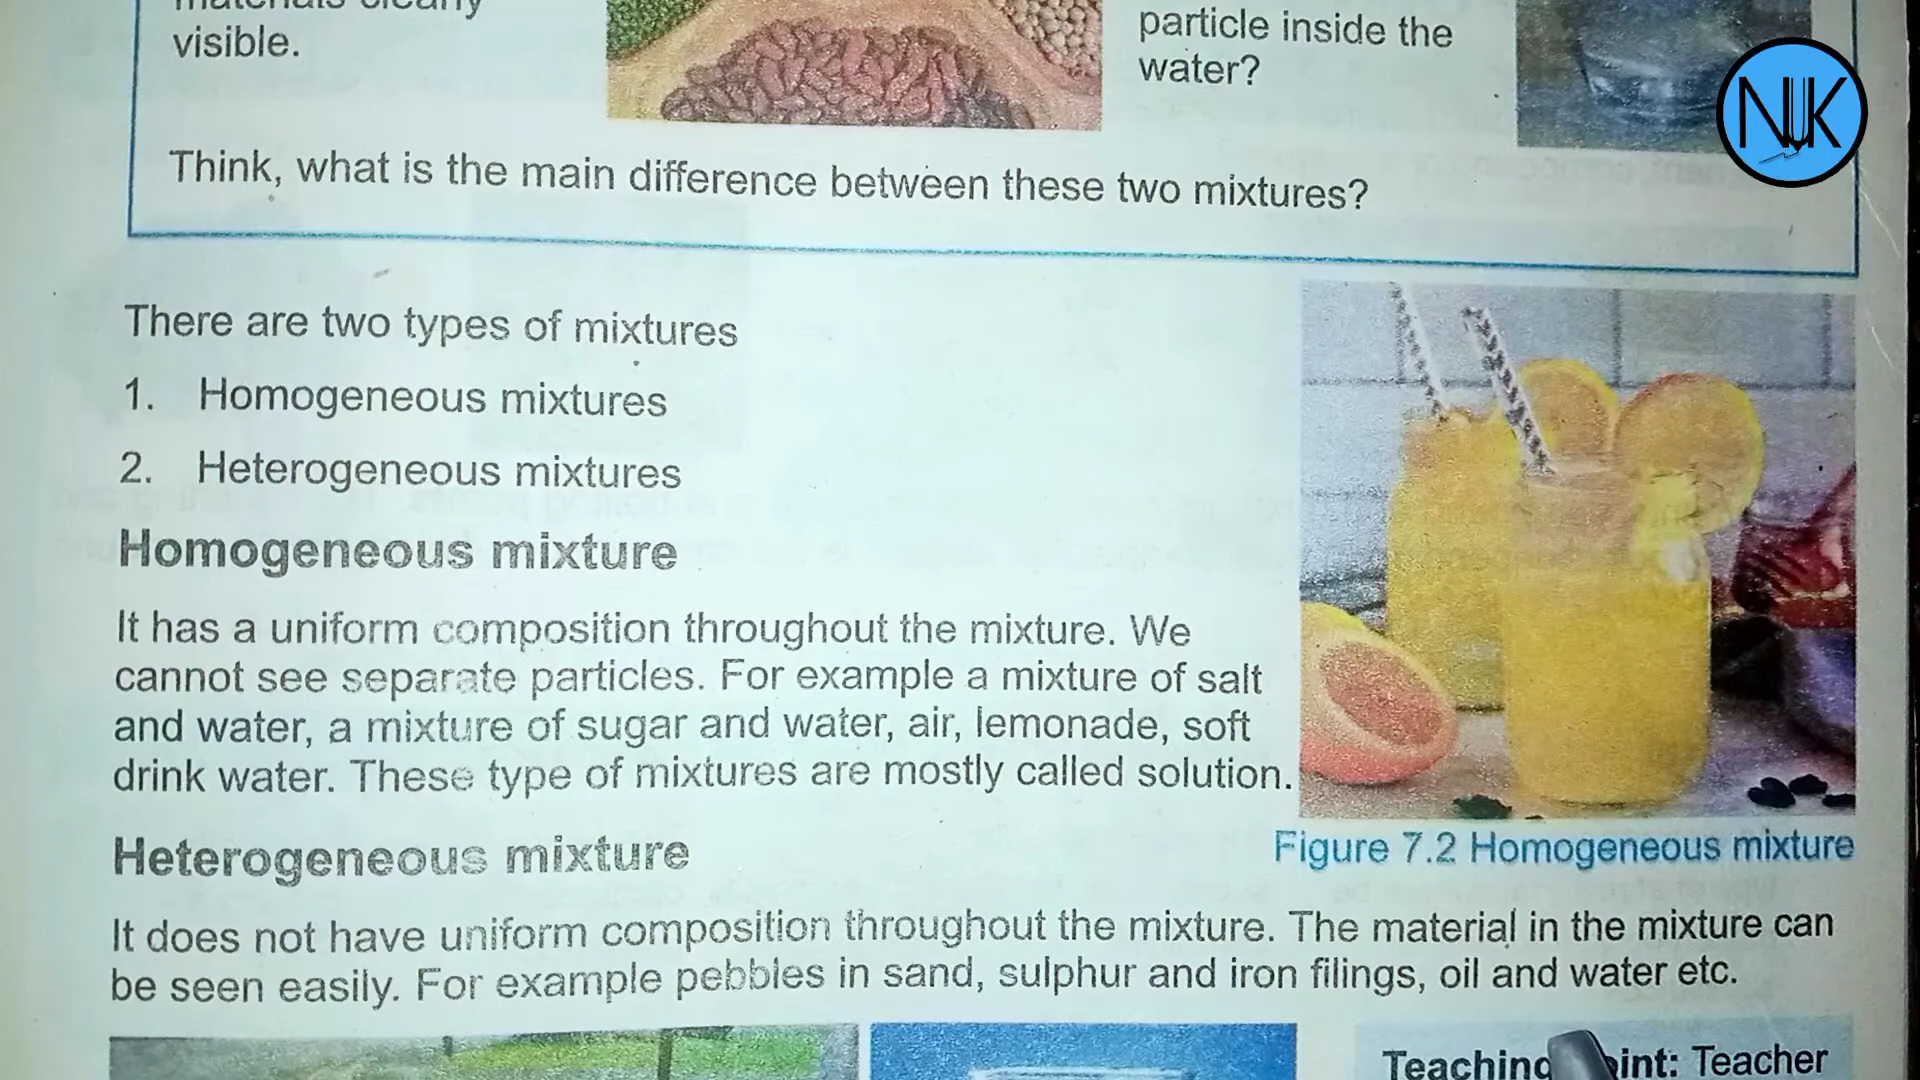 materials clearly
visible.
particle inside the
water?
NUK
Think, what is the main difference between these two mixtures?
There are two types of mixtures
1. Homogeneous mixtures
2. Heterogeneous mixtures
Homogeneous mixture
It has a uniform composition throughout the mixture. We
cannot see separate particles. For example a mixture of salt
and water, a mixture of sugar and water, air, lemonade, soft
drink water. These type of mixtures are mostly called solution.
Figure 7.2 Homogeneous mixture
Heterogeneous mixture
It does not have uniform composition throughout the mixture. The material in the mixture can
be seen easily. For example pebbles in sand, sulphur and iron filings, oil and water etc.
Teaching Point: Teacher